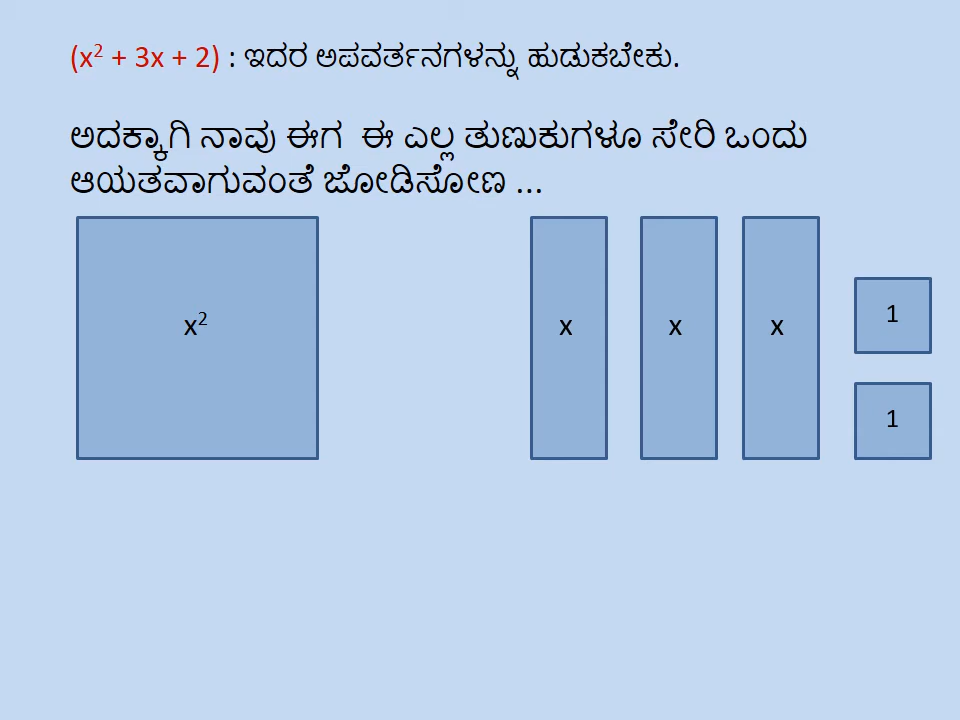 (x² + 3x + 2) : ಇದರ ಅಪವರ್ತನಗಳನ್ನು ಹುಡುಕಬೇಕು.
ಅದಕ್ಕಾಗಿ ನಾವು ಈಗ ಈ ಎಲ್ಲ ತುಣುಕುಗಳೂ ಸೇರಿ ಒಂದು
ಆಯತವಾಗುವಂತೆ ಜೋಡಿಸೋಣ ...
x²
x
x
x
1
1